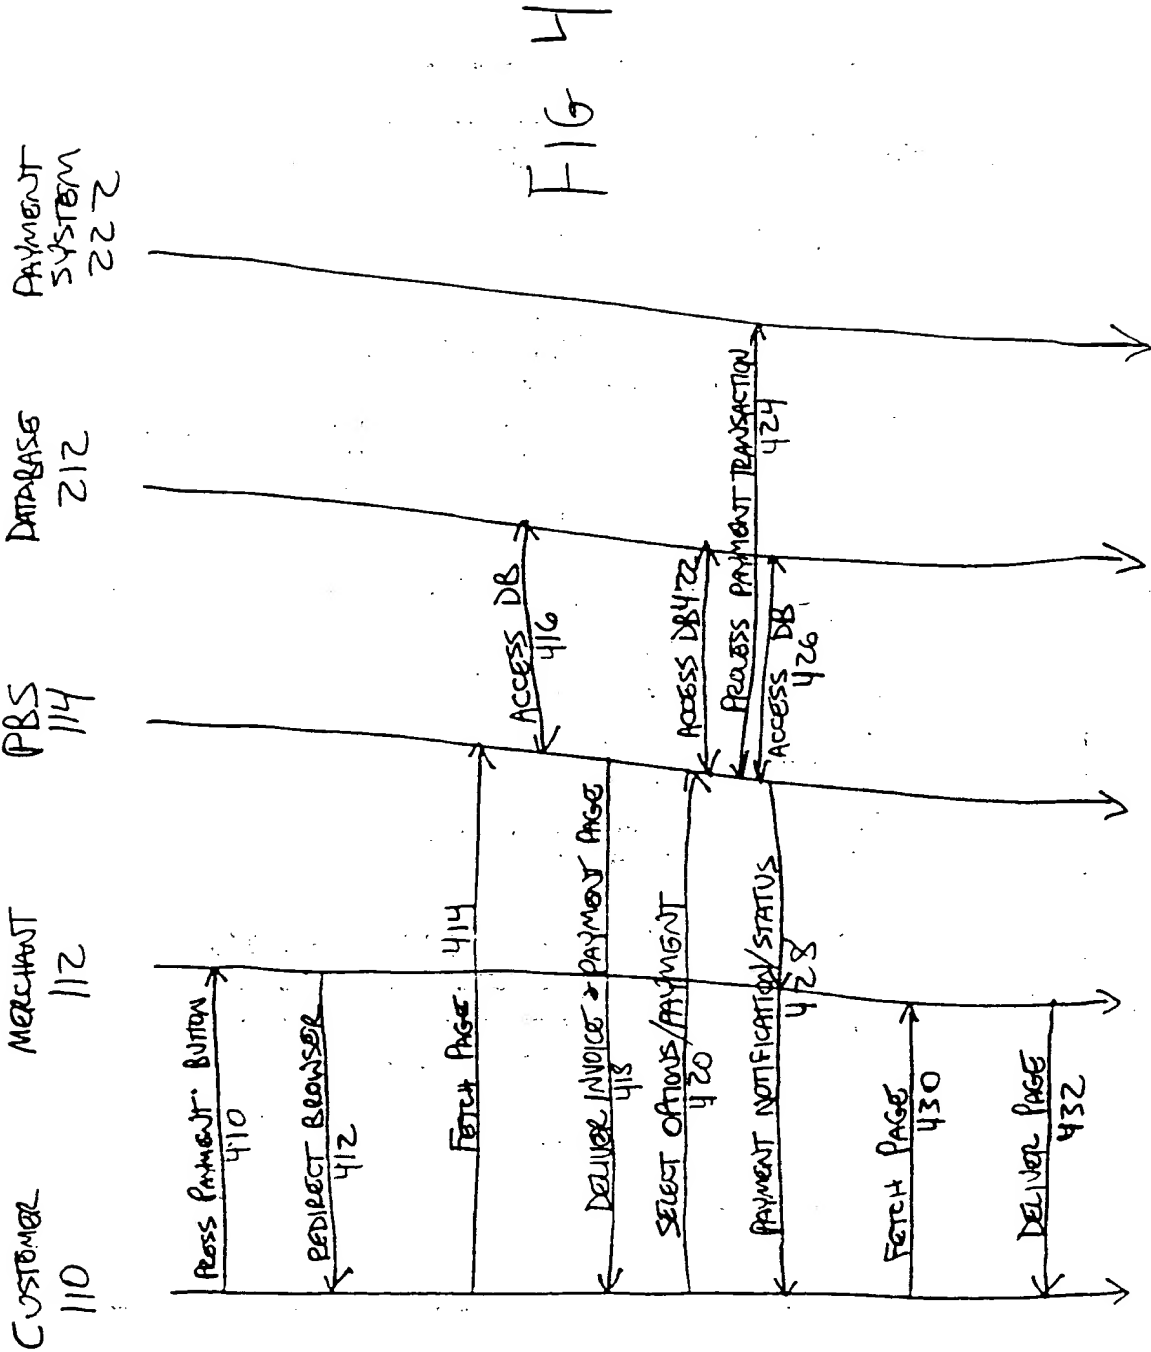 CUSTOMER
110
MERCHANT
112
PBS
114
DATABASE
212
PAYMENT
SYSTEM
222
PRESS PAYMENT BUTTON
410
REDIRECT BROWSER
412
FETCH PAGE 414
ACCESS DB
416
DELIVER INVOICE & PAYMENT PAGE
418
SELECT OPTIONS/PAYMENT
420
ACCESS DB 422
PROCESS PAYMENT TRANSACTION
424
ACCESS DB
426
PAYMENT NOTIFICATION/STATUS
428
FETCH PAGE
430
DELIVER PAGE
432
FIG 4